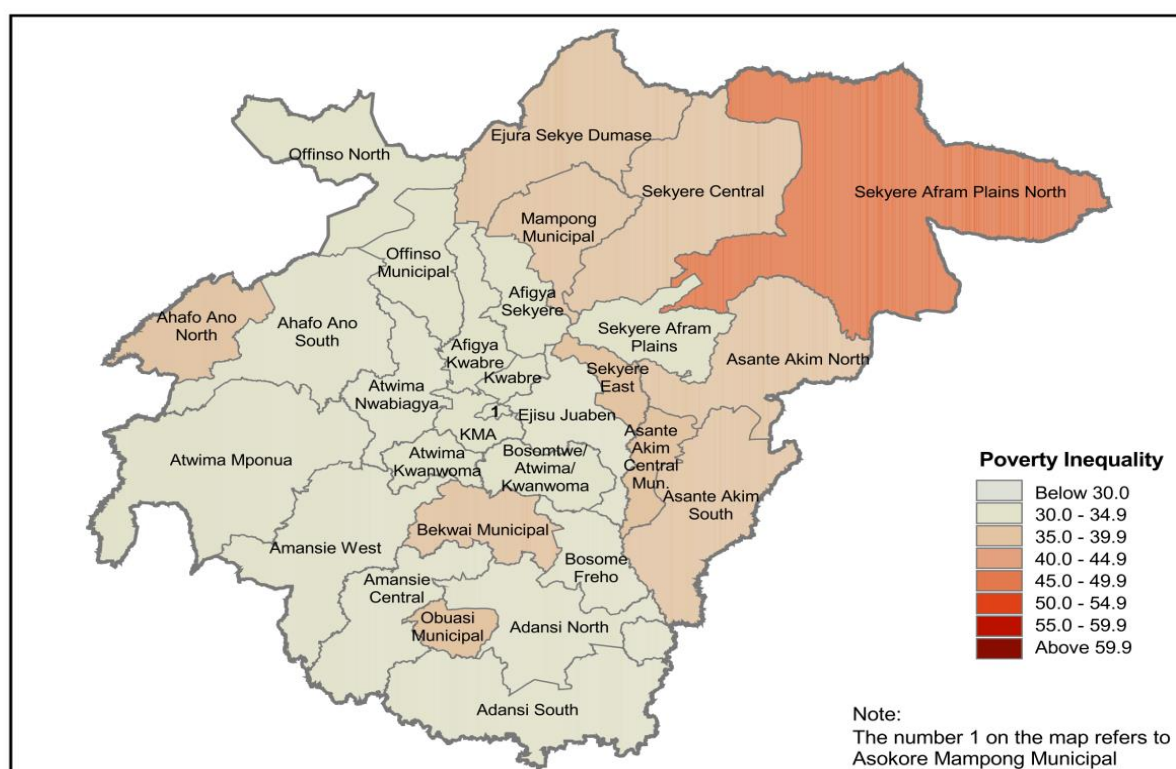 Ejura Sekye Dumase
Offinso North
Sekyere Central
Sekyere Afram Plains North
Mampong
Municipal
Offinso
Municipal
Afigya
Sekyere
Ahafo Ano
North
Ahafo Ano
South
Sekyere Afram
Plains
Afigya
Kwabre
Asante Akim North
Kwabre
Sekyere
East
Atwima
Nwabiagya
1
Ejisu Juaben
KMA
Asante
Akim
Central
Mun.
Atwima Mponua
Atwima
Kwanwoma
Bosomtwe/
Atwima/
Kwanwoma
Asante Akim
South
Bekwai Municipal
Amansie West
Bosome
Freho
Amansie
Central
Obuasi
Municipal
Adansi North
Adansi South
Poverty Inequality
Below 30.0
30.0 - 34.9
35.0 - 39.9
40.0 - 44.9
45.0 - 49.9
50.0 - 54.9
55.0 - 59.9
Above 59.9
Note:
The number 1 on the map refers to
Asokore Mampong Municipal